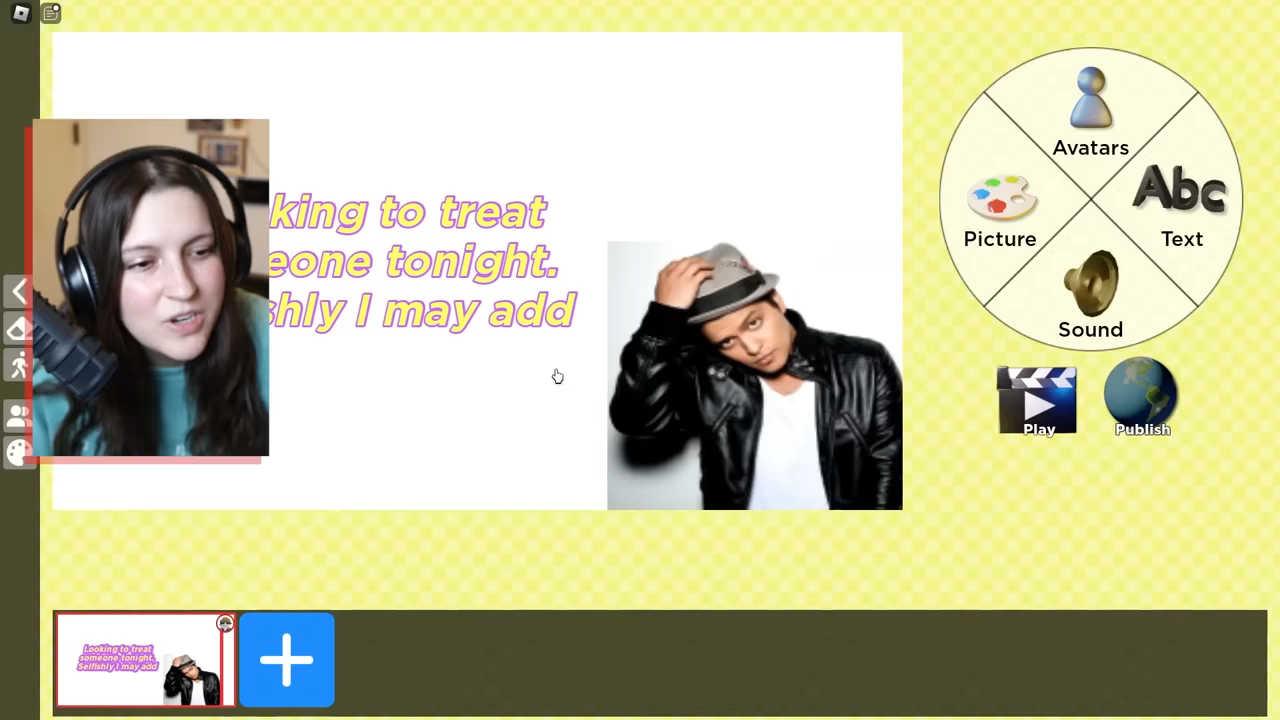 king to treat
eone tonight.
shly I may add
Avatars
Picture
Abc
Text
Sound
Play
Publish
Looking to treat
someone tonight.
Selfishly I may add